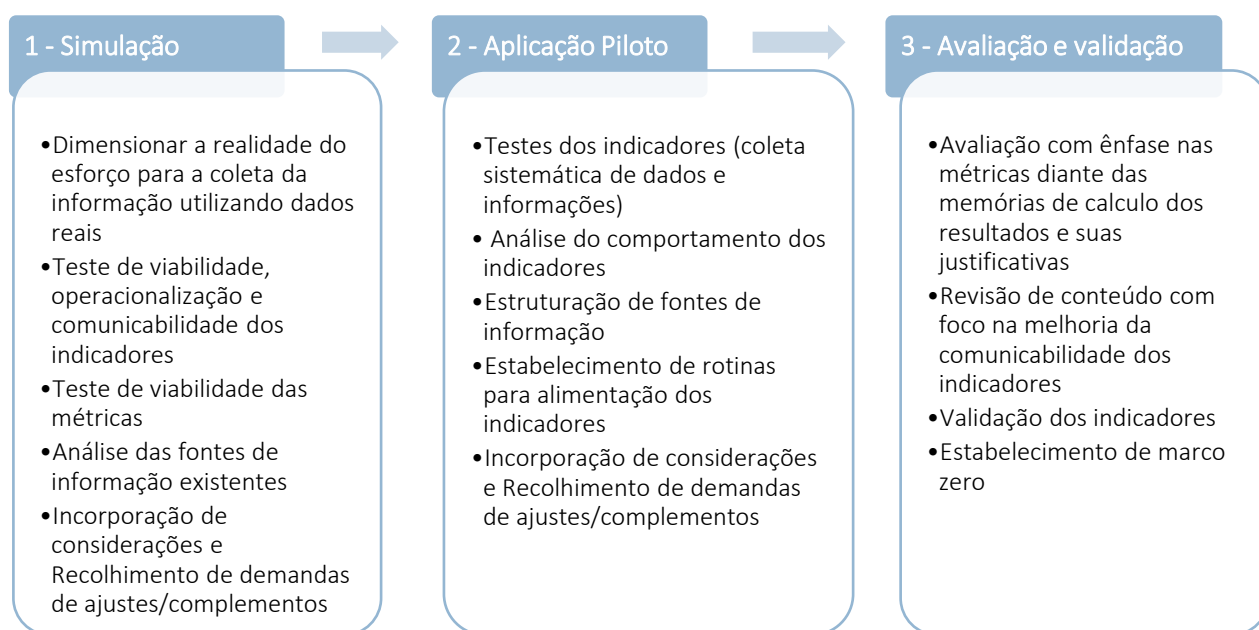 1 - Simulação
•Dimensionar a realidade do
esforço para a coleta da
informação utilizando dados
reais
•Teste de viabilidade,
operacionalização e
comunicabilidade dos
indicadores
•Teste de viabilidade das
métricas
•Análise das fontes de
informação existentes
•Incorporação de
considerações e
Recolhimento de demandas
de ajustes/complementos
2 - Aplicação Piloto
•Testes dos indicadores (coleta
sistemática de dados e
informações)
• Análise do comportamento dos
indicadores
•Estruturação de fontes de
informação
•Estabelecimento de rotinas
para alimentação dos
indicadores
•Incorporação de considerações
e Recolhimento de demandas
de ajustes/complementos
3 - Avaliação e validação
•Avaliação com ênfase nas
métricas diante das
memórias de calculo dos
resultados e suas
justificativas
•Revisão de conteúdo com
foco na melhoria da
comunicabilidade dos
indicadores
•Validação dos indicadores
•Estabelecimento de marco
zero